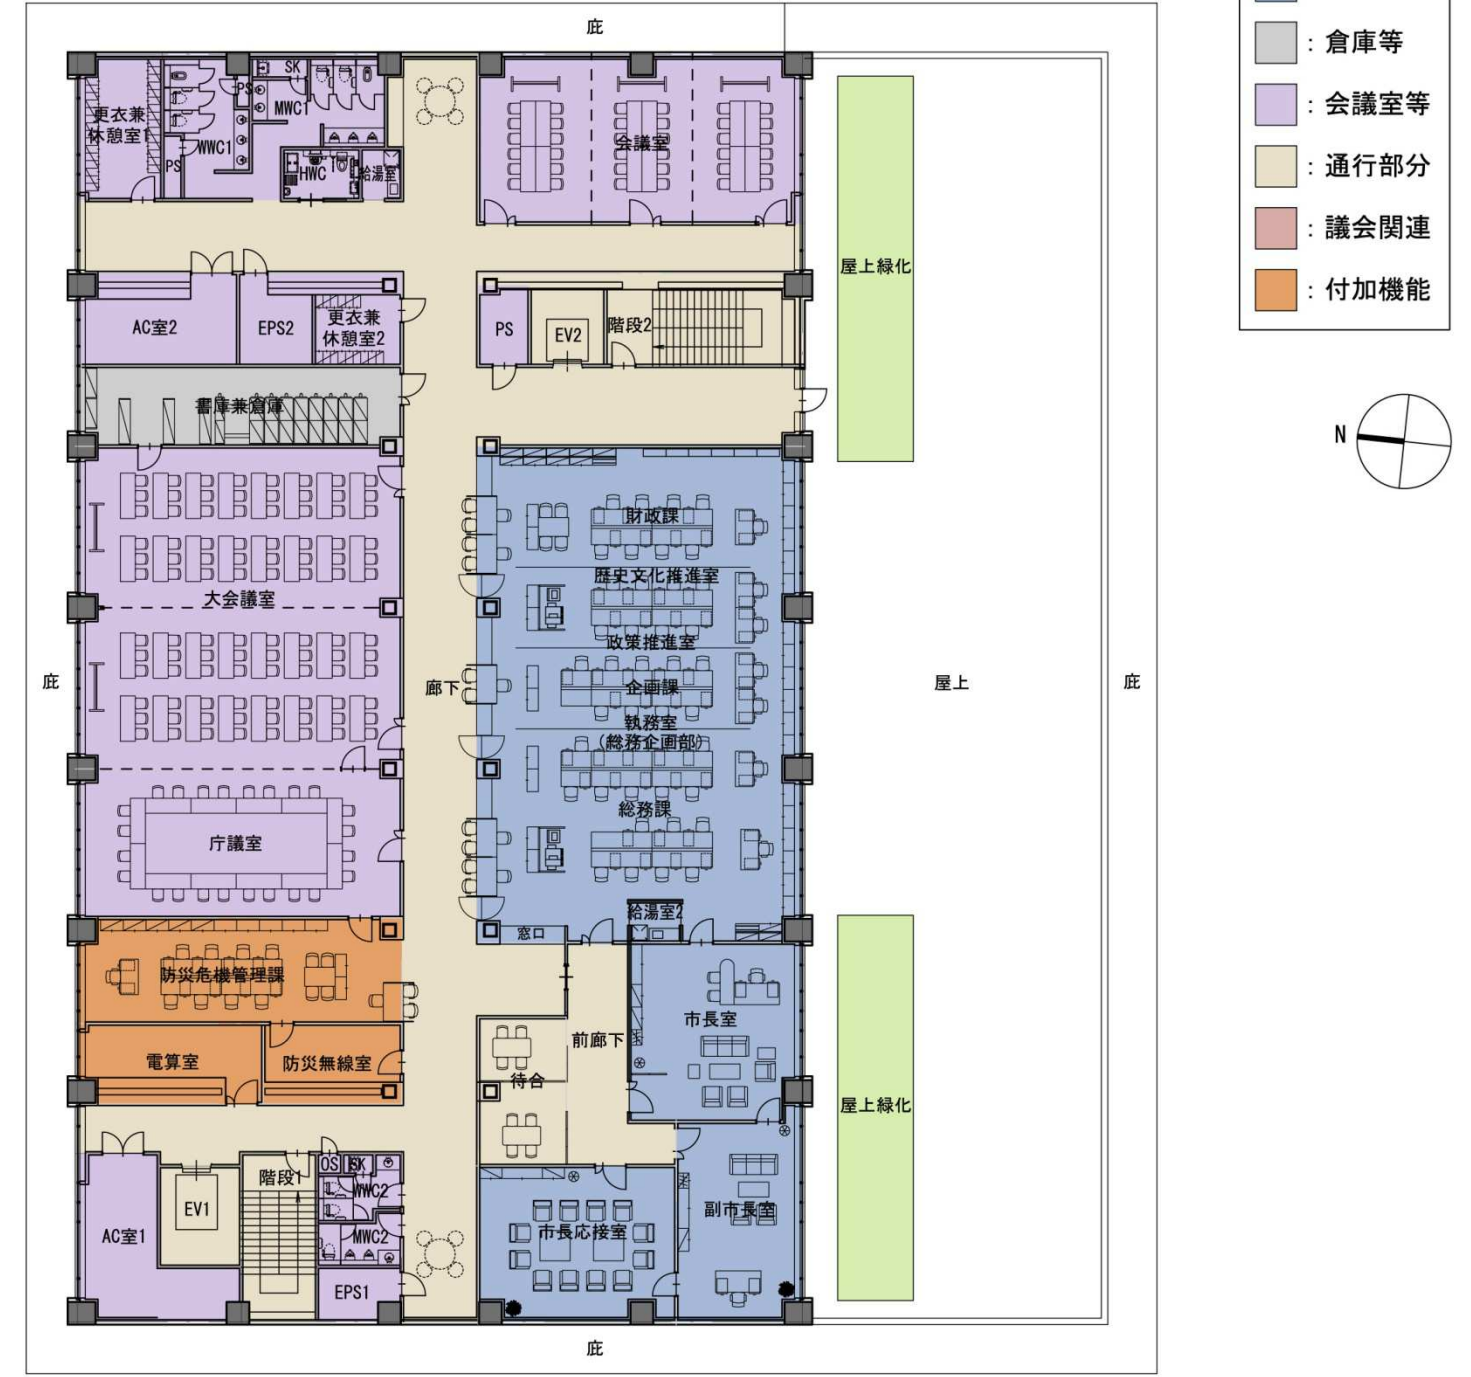 庇
：倉庫等
：会議室等
：通行部分
：議会関連
：付加機能
N
SK
PS
更衣兼
休憩室1
MWC1
WWC1
PS
HWC
給湯室
会議室
屋上緑化
AC室2
EPS2
更衣兼
休憩室2
PS
EV2
階段2
書庫兼倉庫
財政課
歴史文化推進室
大会議室
政策推進室
庇
廊下
企画課
屋上
庇
執務室
(総務企画部)
総務課
庁議室
給湯室2
窓口
防災危機管理課
市長室
前廊下
電算室
防災無線室
待合
屋上緑化
OS
SK
階段1
WWC2
EV1
副市長室
AC室1
MWC2
市長応接室
EPS1
庇